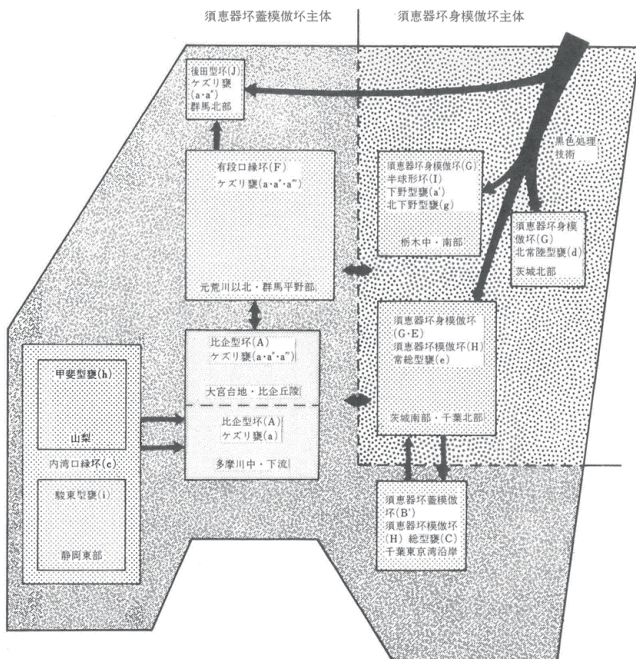 須恵器坏蓋模倣坏主体
須恵器坏身模倣坏主体
後田型坏(J)
ケズリ甕
(a·a″)
群馬北部
黒色処理
技術
有段口縁坏(F)
ケズリ甕(a·a″·a‴)
元荒川以北・群馬平野部
須恵器坏身模倣坏(G)
半球形坏(I)
下野型甕(a′)
北下野型甕(g)
栃木中・南部
須恵器坏身模
倣坏(G)
北常陸型甕(d)
茨城北部
比企型坏(A)
ケズリ甕(a·a″·a‴)
大宮台地・比企丘陵
比企型坏(A)
ケズリ甕(a)
多摩川中・下流
須恵器坏身模倣坏
(G·E)
須恵器坏模倣坏(H)
常総型甕(e)
茨城南部・千葉北部
甲斐型甕(h)
山梨
内湾口縁坏(c)
駿東型甕(i)
静岡東部
須恵器坏蓋模倣
坏(B′)
須恵器坏模倣坏
(H) 総型甕(C)
千葉東京湾沿岸